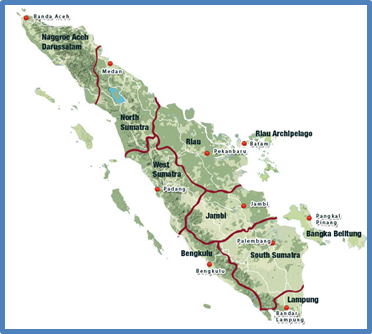 Banda Aceh
Naggroe Aceh
Darussalam
Medan
North
Sumatra
Riau Archipelago
Riau
Batam
Pekanbaru
West
Sumatra
Padang
Jambi
Jambi
Pangkal
Pinang
Bangka Belitung
Palembang
Bengkulu
South Sumatra
Bengkulu
Lampung
Bandar
Lampung